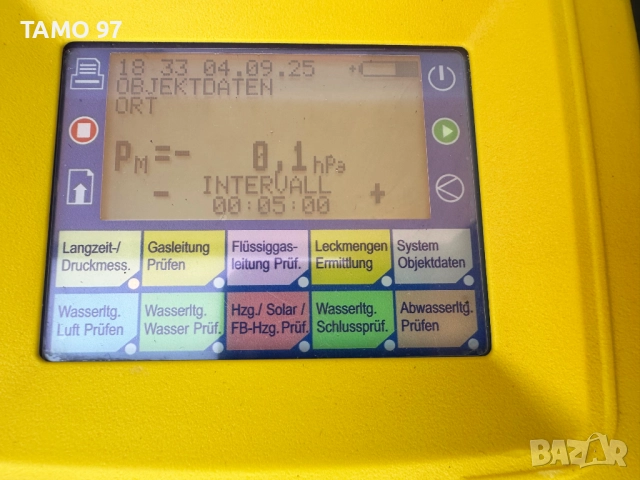 TAMO 97
18 33 04.09.25
OBJEKTDATEN
ORT
PM=- 0,1 hPa
INTERVALL
- 00:05:00 +
Langzeit-/
Druckmess.
Gasleitung
Prüfen
Flüssiggas-
leitung Prüf.
Leckmengen
Ermittlung
System
Objektdaten
Wasserltg.
Luft Prüfen
Wasserltg.
Wasser Prüf.
Hzg./ Solar /
FB-Hzg. Prüf.
Wasserltg.
Schlussprüf.
Abwasserltg.
Prüfen
BAZAR